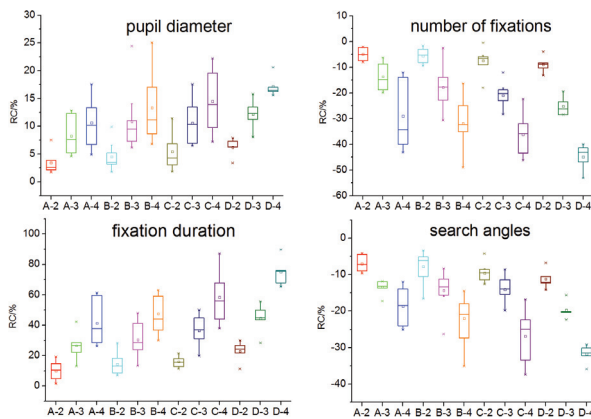 pupil diameter
RC/%
30
25
20
15
10
5
0
A-2 A-3 A-4 B-2 B-3 B-4 C-2 C-3 C-4 D-2 D-3 D-4
number of fixations
RC/%
10
0
-10
-20
-30
-40
-50
-60
A-2 A-3 A-4 B-2 B-3 B-4 C-2 C-3 C-4 D-2 D-3 D-4
fixation duration
RC/%
100
80
60
40
20
0
A-2 A-3 A-4 B-2 B-3 B-4 C-2 C-3 C-4 D-2 D-3 D-4
search angles
RC/%
0
-10
-20
-30
-40
A-2 A-3 A-4 B-2 B-3 B-4 C-2 C-3 C-4 D-2 D-3 D-4